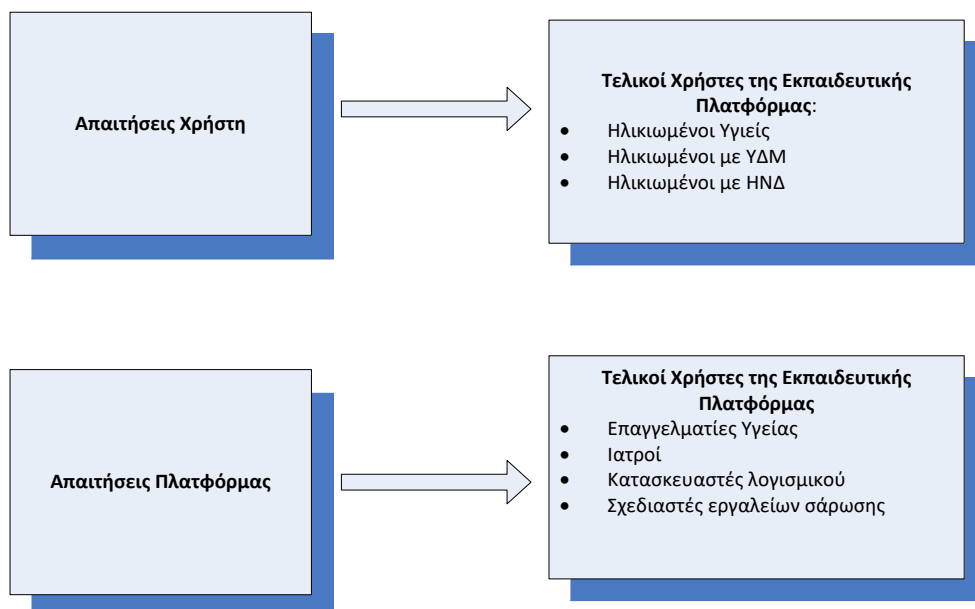 Απαιτήσεις Χρήστη
Τελικοί Χρήστες της Εκπαιδευτικής
Πλατφόρμας:
• Ηλικιωμένοι Υγιείς
• Ηλικιωμένοι με ΥΔΜ
• Ηλικιωμένοι με ΗΝΔ
Απαιτήσεις Πλατφόρμας
Τελικοί Χρήστες της Εκπαιδευτικής
Πλατφόρμας
• Επαγγελματίες Υγείας
• Ιατροί
• Κατασκευαστές λογισμικού
• Σχεδιαστές εργαλείων σάρωσης